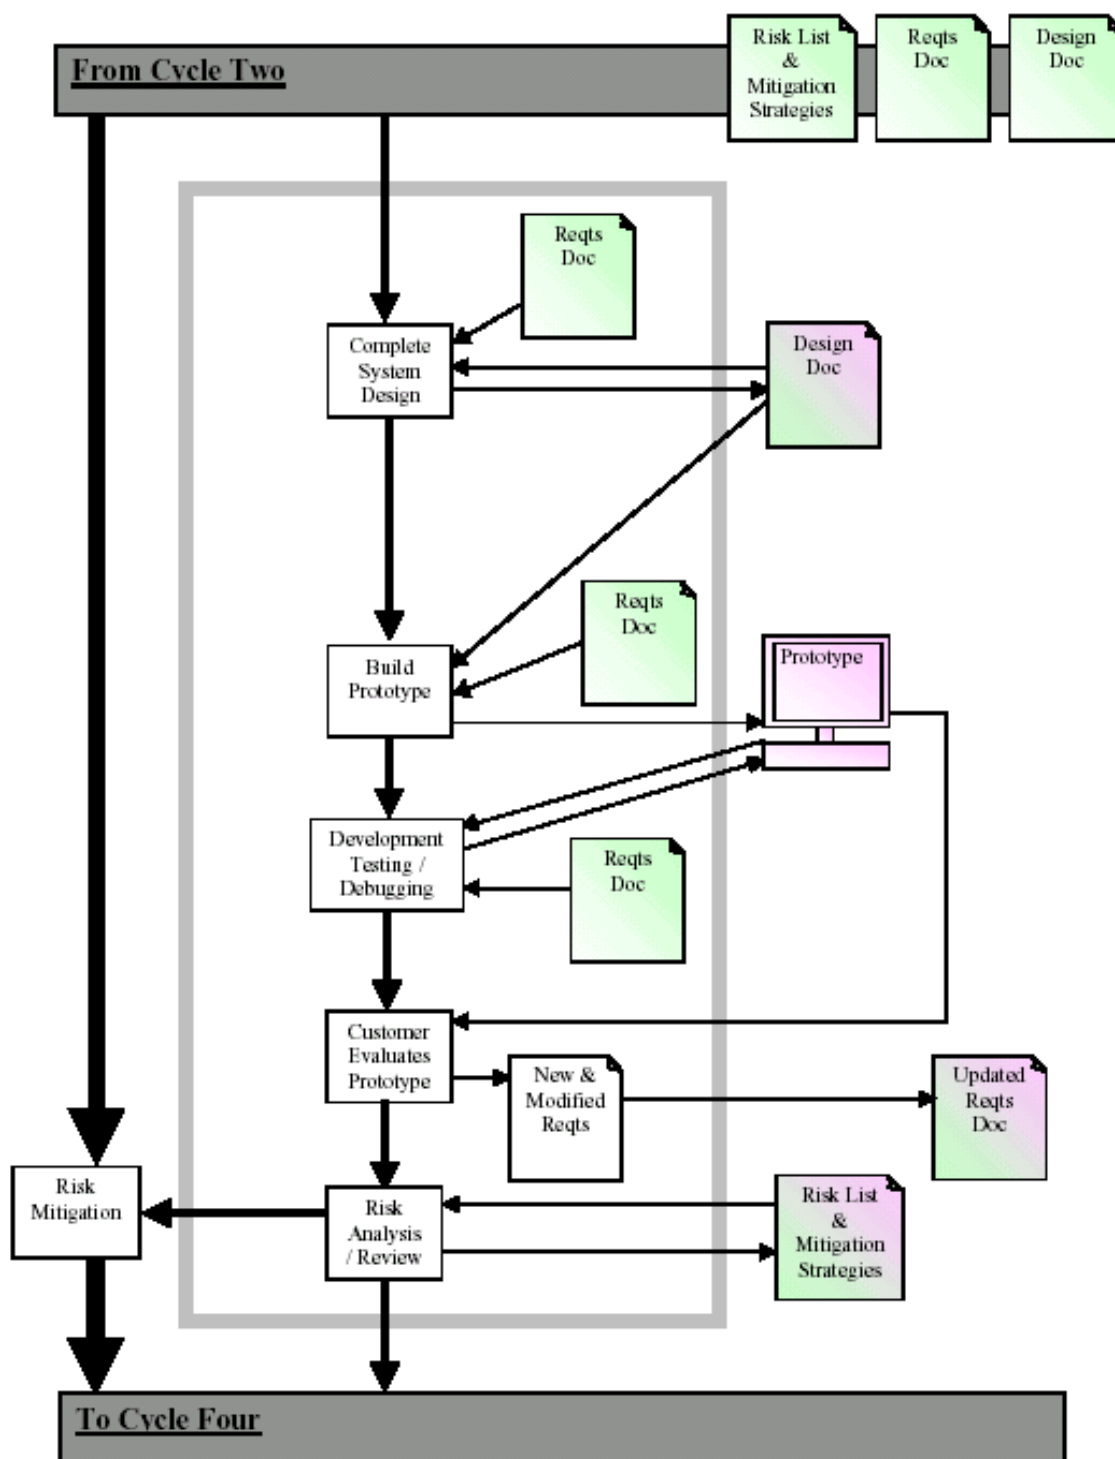 From Cycle Two
Risk List
&
Mitigation
Strategies
Reqts
Doc
Design
Doc
Reqts
Doc
Complete
System
Design
Design
Doc
Reqts
Doc
Build
Prototype
Prototype
Development
Testing /
Debugging
Reqts
Doc
Customer
Evaluates
Prototype
New &
Modified
Reqts
Updated
Reqts
Doc
Risk
Mitigation
Risk
Analysis
/ Review
Risk List
&
Mitigation
Strategies
To Cycle Four